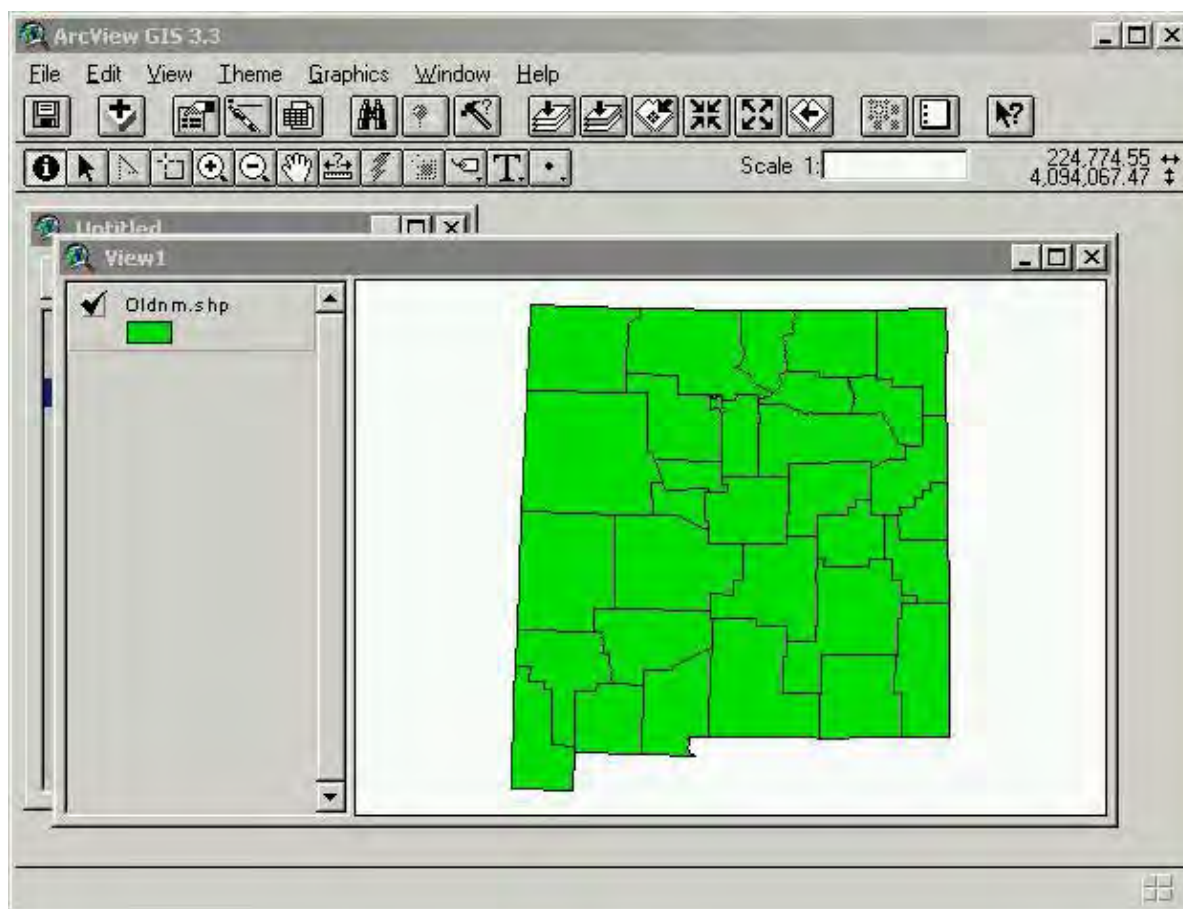 ArcView GIS 3.3
File Edit View Theme Graphics Window Help
Scale 1:
224,774.55
4,094,067.47
Untitled
View1
Oldnm.shp